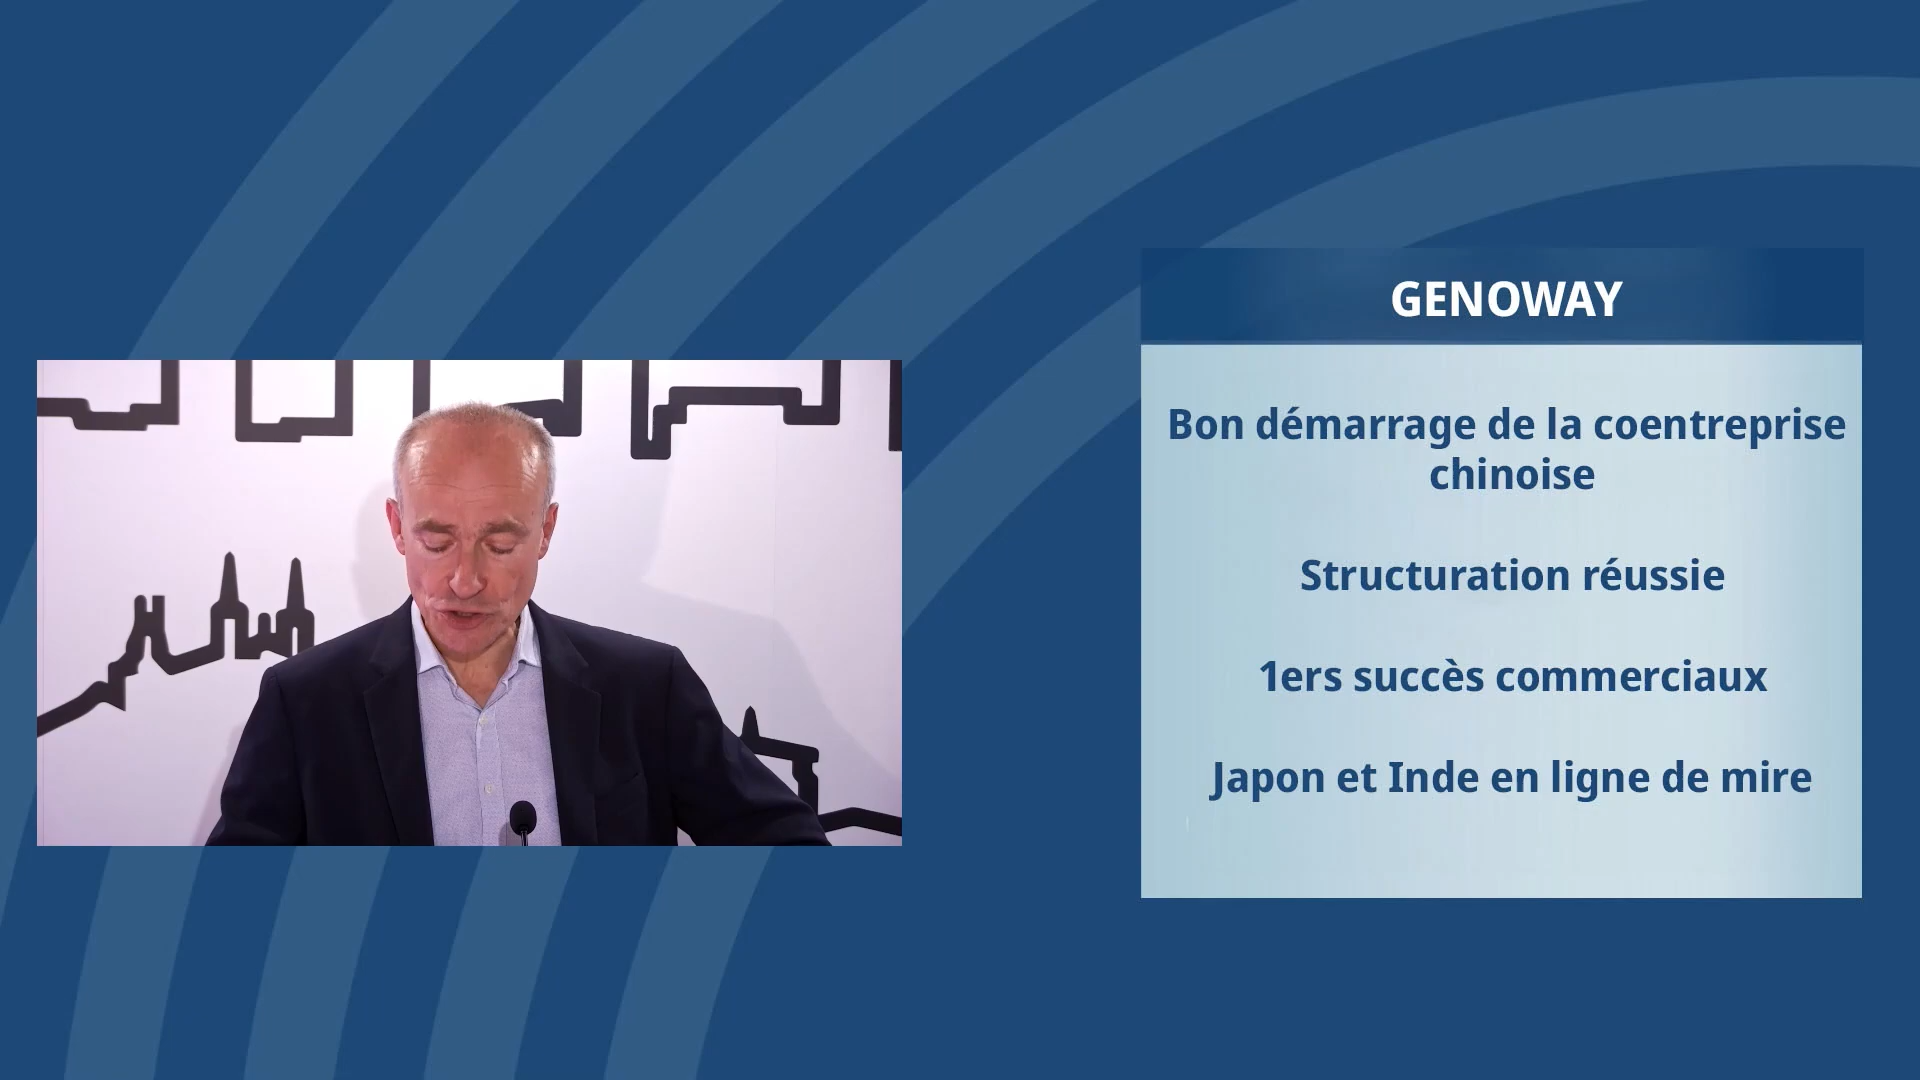 GENOWAY
Bon démarrage de la coentreprise
chinoise
Structuration réussie
1ers succès commerciaux
Japon et Inde en ligne de mire